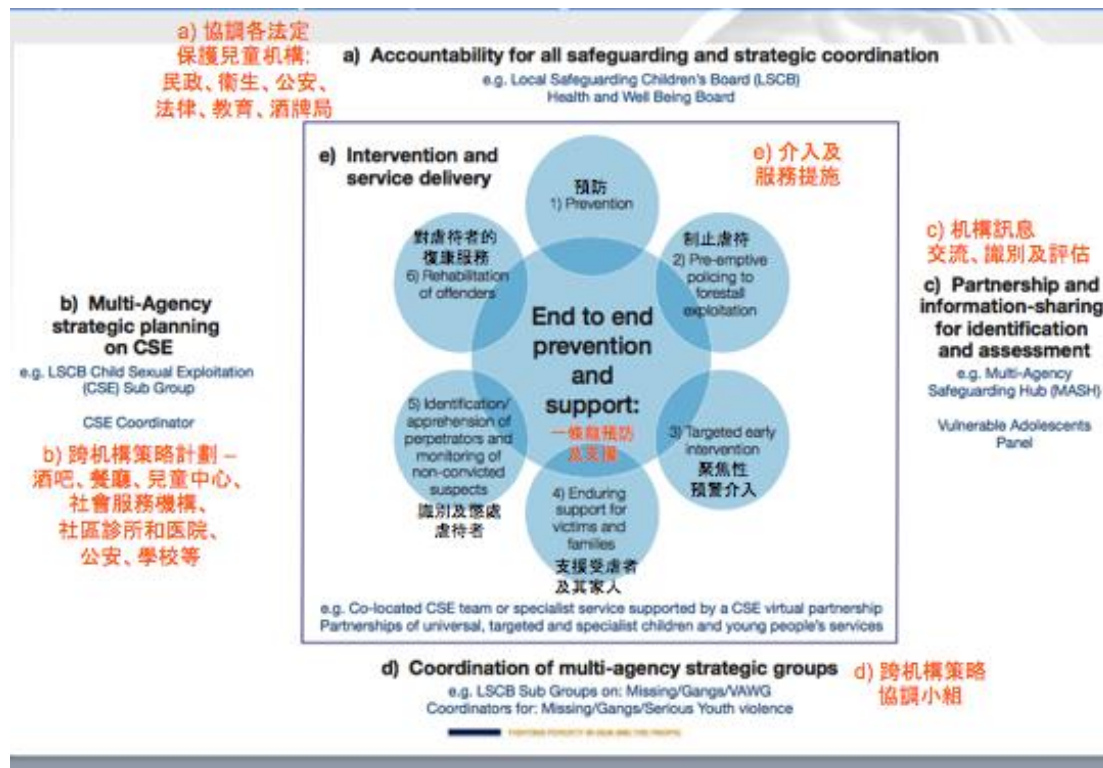 a) 協調各法定
保護兒童机構:
民政、衛生、公安、
法律、教育、酒牌局
a) Accountability for all safeguarding and strategic coordination
e.g. Local Safeguarding Children's Board (LSCB)
Health and Well Being Board
e) Intervention and
service delivery
e) 介入及
服務提施
預防
1) Prevention
制止虐待
2) Pre-emptive
policing to
forestall
exploitation
對虐待者的
復康服務
6) Rehabilitation
of offenders
End to end
prevention
and
support:
一條龍預防
及支援
3) Targeted early
intervention
聚焦性
預警介入
4) Enduring
support for
victims and
families
支援受虐者
及其家人
5) Identification/
apprehension of
perpetrators and
monitoring of
non-convicted
suspects
識別及懲處
虐待者
e.g. Co-located CSE team or specialist service supported by a CSE virtual partnership
Partnerships of universal, targeted and specialist children and young people's services
b) Multi-Agency
strategic planning
on CSE
e.g. LSCB Child Sexual Exploitation
(CSE) Sub Group
CSE Coordinator
b) 跨机構策略計劃 –
酒吧、餐廳、兒童中心、
社會服務機構、
社區診所和医院、
公安、學校等
c) 机構訊息
交流、識別及評估
c) Partnership and
information-sharing
for identification
and assessment
e.g. Multi-Agency
Safeguarding Hub (MASH)
Vulnerable Adolescents
Panel
d) Coordination of multi-agency strategic groups
e.g. LSCB Sub Groups on: Missing/Gangs/VAWG
Coordinators for: Missing/Gangs/Serious Youth violence
d) 跨机構策略
協調小組